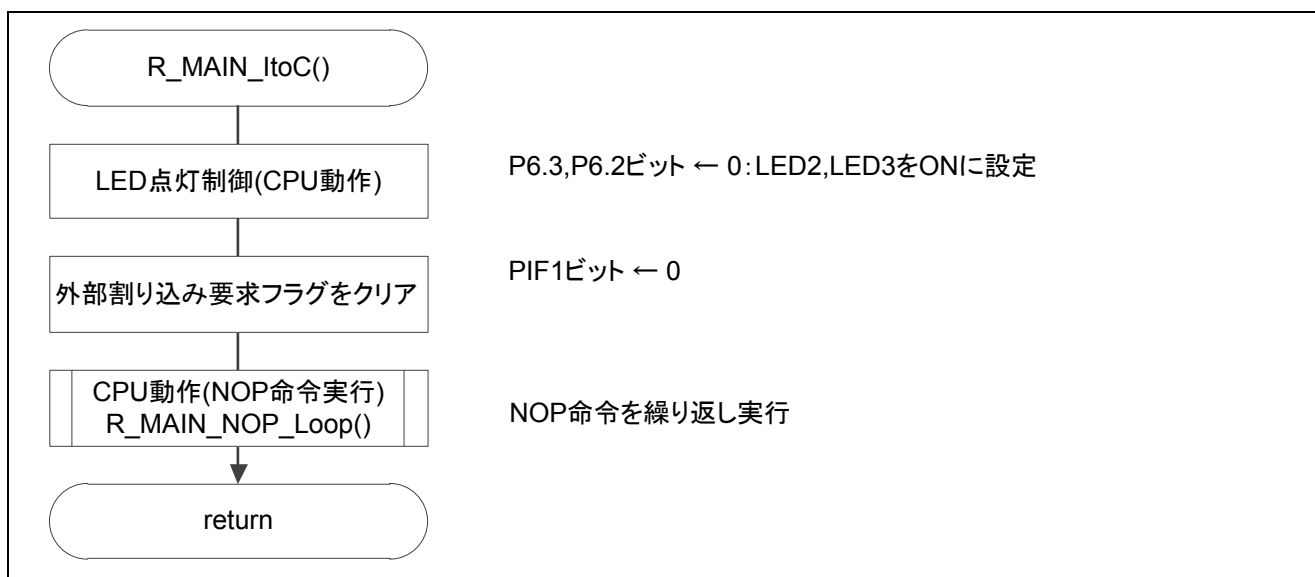 R_MAIN_ItoC()
LED点灯制御(CPU動作)
P6.3,P6.2ビット ← 0:LED2,LED3をONに設定
外部割り込み要求フラグをクリア
PIF1ビット ← 0
CPU動作(NOP命令実行)
R_MAIN_NOP_Loop()
NOP命令を繰り返し実行
return